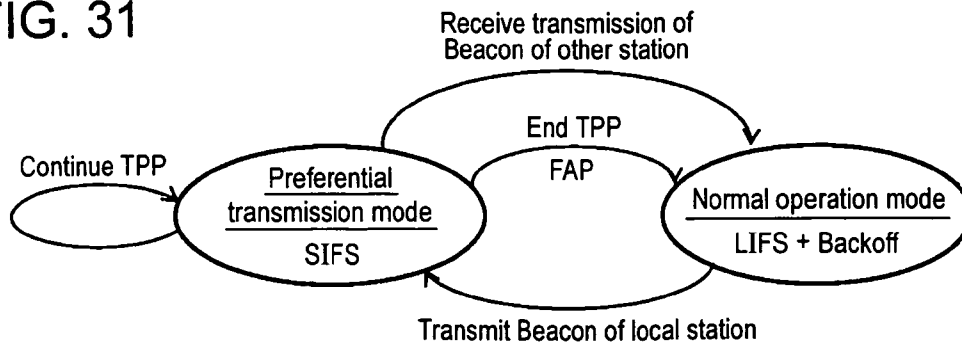 FIG. 31
Receive transmission of
Beacon of other station
End TPP
FAP
Continue TPP
Preferential
transmission mode
SIFS
Normal operation mode
LIFS + Backoff
Transmit Beacon of local station